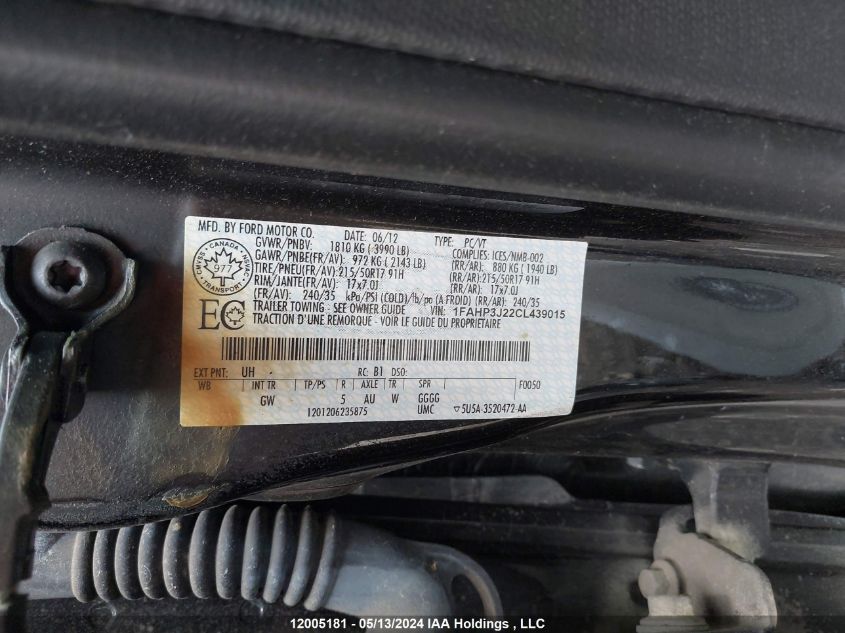 MFD. BY FORD MOTOR CO. DATE: 06/12 TYPE: PC/VT
GVWR/PNBV: 1810 KG ( 3990 LB) COMPLIES: ICES/NMB-002
GAWR/PNBE(FR/AV): 972 KG ( 2143 LB) (RR/AR): 880 KG ( 1940 LB)
TIRE/PNEU(FR/AV): 215/50R17 91H (RR/AR): 215/50R17 91H
RIM/JANTE(FR/AV): 17x7.0J (RR/AR): 17x7.0J
(FR/AV): 240/35 kPa/PSI (COLD)/lb/po (A FROID) (RR/AR): 240/35
TRAILER TOWING - SEE OWNER GUIDE VIN: 1FAHP3J22CL439015
TRACTION D'UNE REMORQUE - VOIR LE GUIDE DU PROPRIETAIRE
CANADA
CMVSS NSVAC
977
TRANSPORT
EC
EXT PNT: UH RC: B1 DSO:
WB INT TR TP/PS R AXLE TR SPR F0050
GW 5 AU W GGGG
1201206235875 UMC ▽5U5A-3520472-AA
12005181 - 05/13/2024 IAA Holdings , LLC